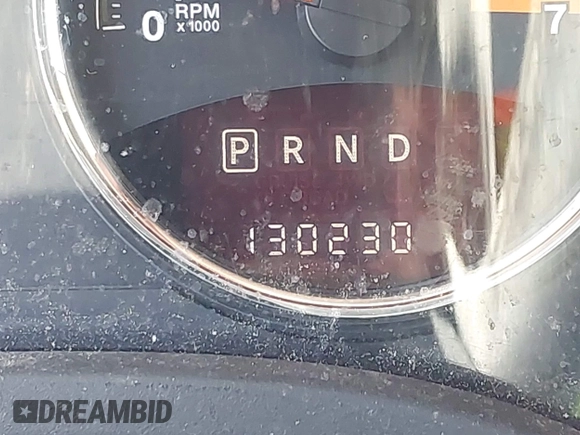 0 RPM
x 1000
7
P R N D
130230
DREAMBID